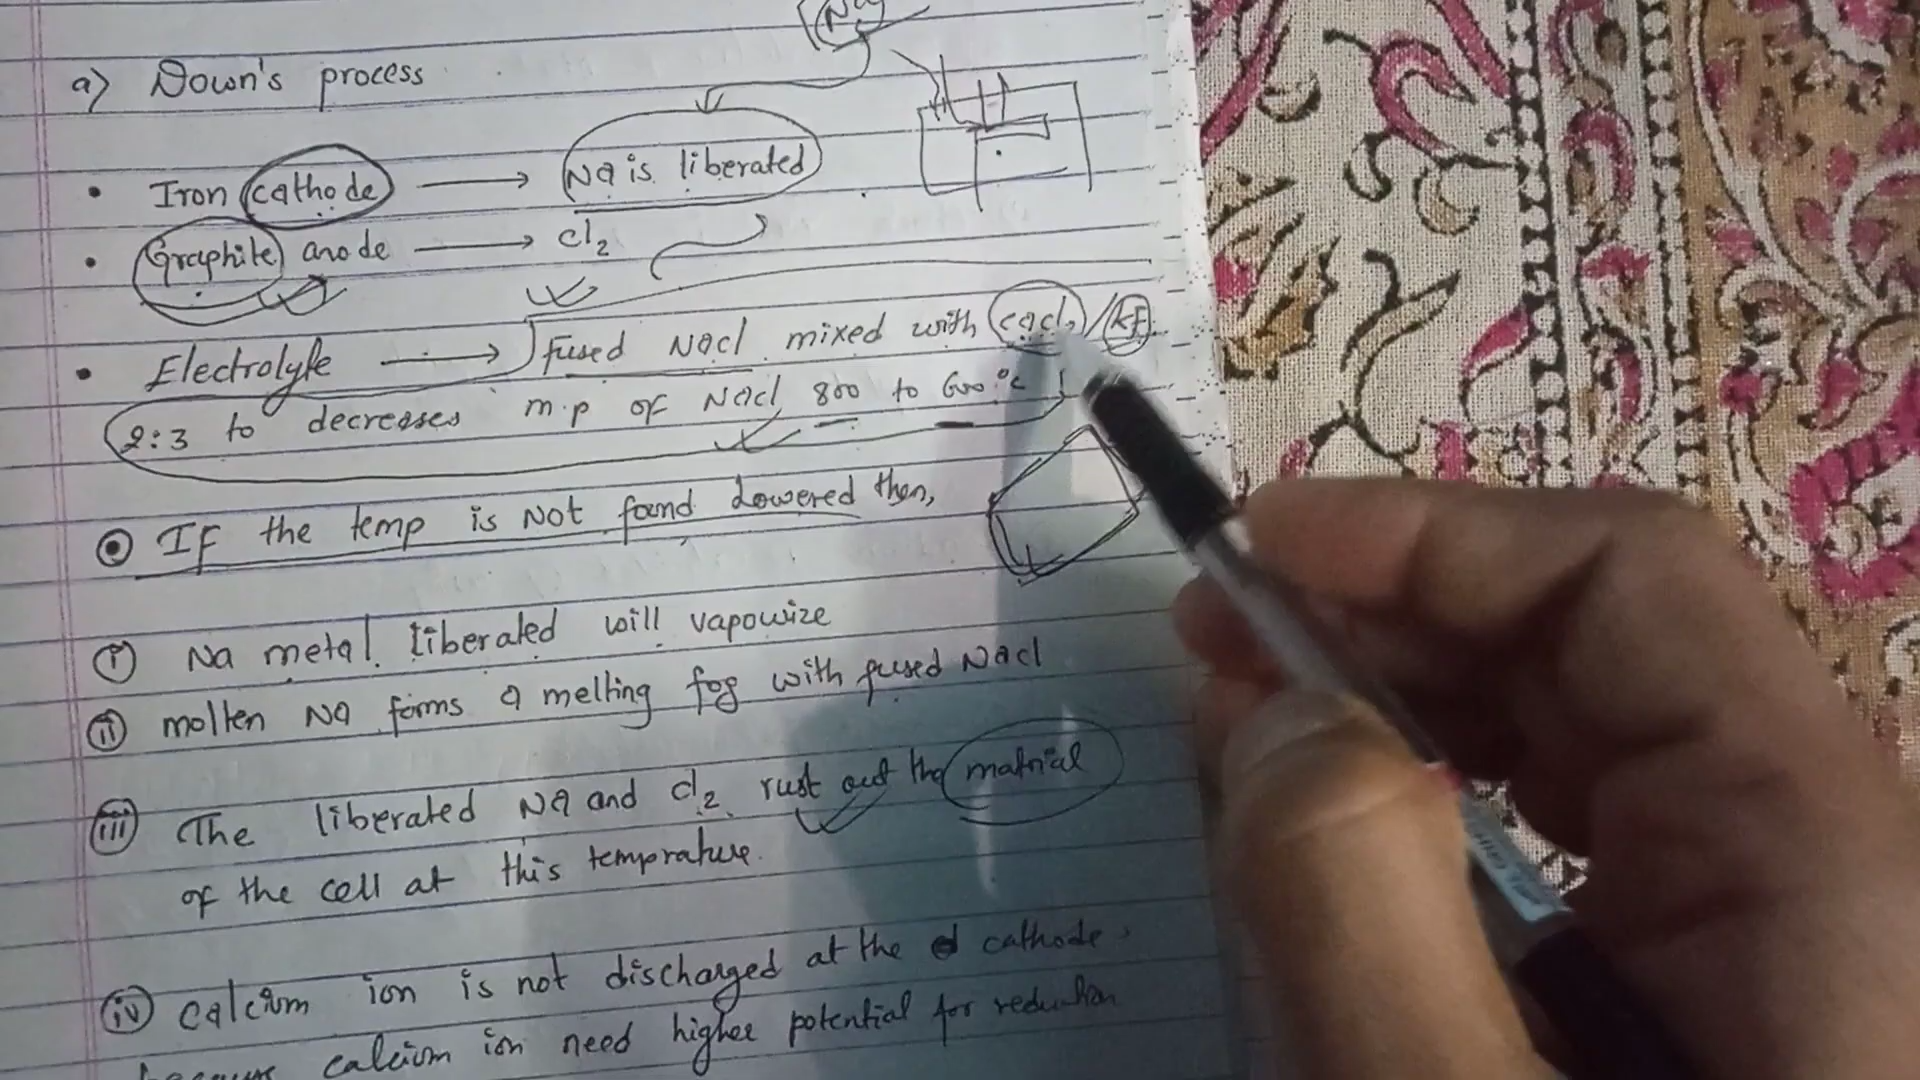 Na
a) Down's process
• Iron cathode → Na is liberated
• Graphite anode → Cl2
• Electrolyte → fused NaCl mixed with CaCl2 / KF
2:3 to decreases m.p of NaCl 800 to 600°C
IF the temp is Not found Lowered then,
(i) Na metal liberated will vapourize
(ii) molten Na forms a melting fog with fused NaCl
(iii) The liberated Na and Cl2 rust out the matrial
of the cell at this temprature.
(iv) calcium ion is not discharged at the cathode.
because calcium ion need higher potential for reduction